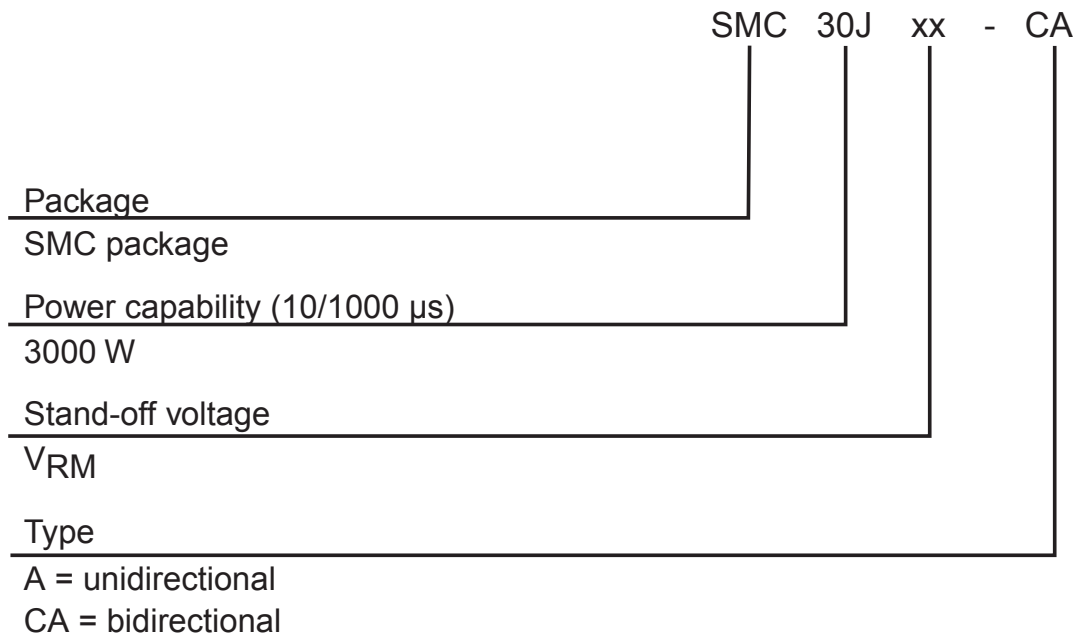 SMC 30J xx - CA
Package
SMC package
Power capability (10/1000 µs)
3000 W
Stand-off voltage
VRM
Type
A = unidirectional
CA = bidirectional